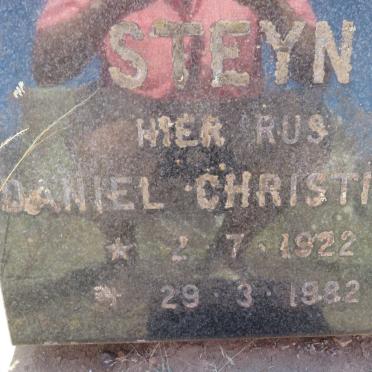 STEYN
HIER RUS
DANIEL CHRISTI
★ 2 · 7 · 1922
✝ 29 · 3 · 1982